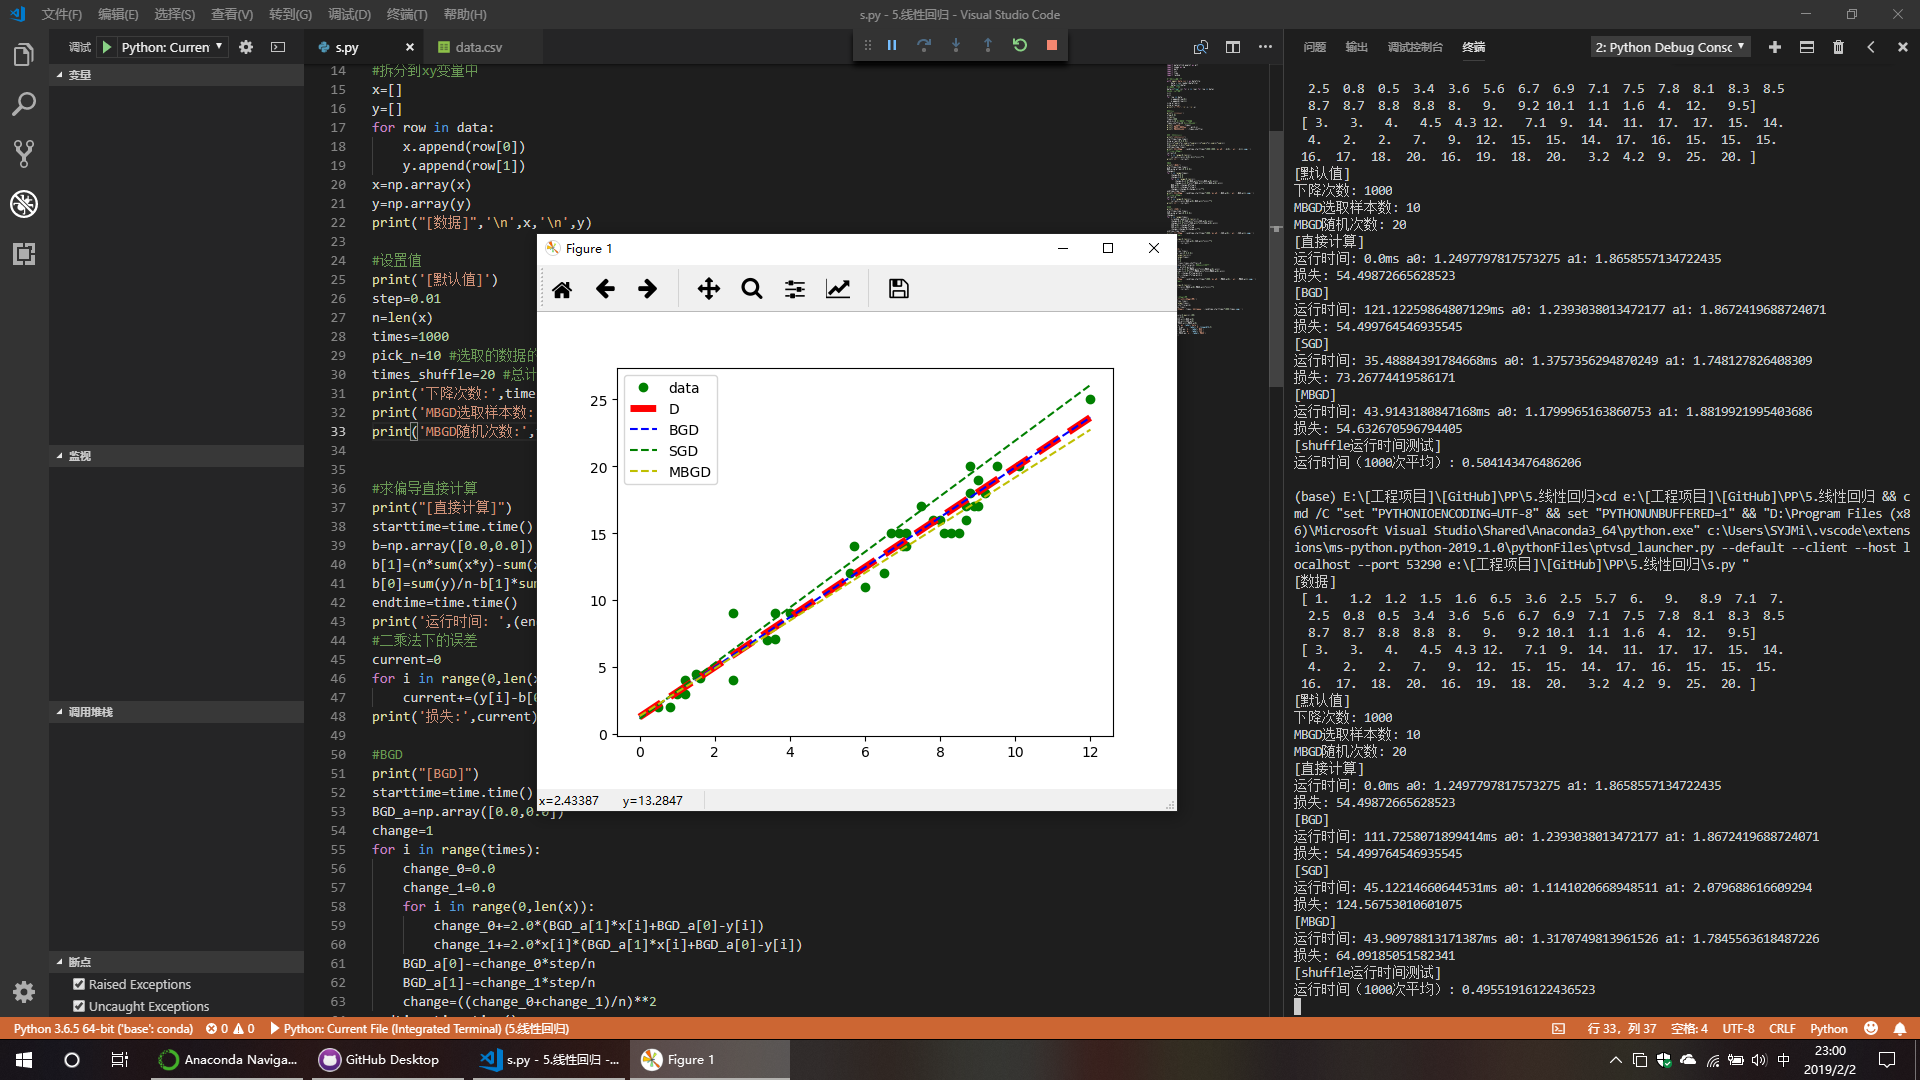 文件(F) 编辑(E) 选择(S) 查看(V) 转到(G) 调试(D) 终端(T) 帮助(H)
s.py - 5.线性回归 - Visual Studio Code
调试 Python: Curren
s.py
data.csv
变量
监视
调用堆栈
断点
Raised Exceptions
Uncaught Exceptions
14 #拆分到xy变量中
15 x=[]
16 y=[]
17 for row in data:
18 x.append(row[0])
19 y.append(row[1])
20 x=np.array(x)
21 y=np.array(y)
22 print("[数据]",'\n',x,'\n',y)
23
24 #设置值
25 print('[默认值]')
26 step=0.01
27 n=len(x)
28 times=1000
29 pick_n=10 #选取的数据的
30 times_shuffle=20 #总计
31 print('下降次数:',time
32 print('MBGD选取样本数:
33 print('MBGD随机次数:',
34
35
36 #求偏导直接计算
37 print("[直接计算]")
38 starttime=time.time()
39 b=np.array([0.0,0.0])
40 b[1]=(n*sum(x*y)-sum(x
41 b[0]=sum(y)/n-b[1]*sum
42 endtime=time.time()
43 print('运行时间: ',(en
44 #二乘法下的误差
45 current=0
46 for i in range(0,len(x
47 current+=(y[i]-b[0
48 print('损失:',current)
49
50 #BGD
51 print("[BGD]")
52 starttime=time.time()
53 BGD_a=np.array([0.0,0.0])
54 change=1
55 for i in range(times):
56 change_0=0.0
57 change_1=0.0
58 for i in range(0,len(x)):
59 change_0+=2.0*(BGD_a[1]*x[i]+BGD_a[0]-y[i])
60 change_1+=2.0*x[i]*(BGD_a[1]*x[i]+BGD_a[0]-y[i])
61 BGD_a[0]-=change_0*step/n
62 BGD_a[1]-=change_1*step/n
63 change=((change_0+change_1)/n)**2
Figure 1
data
D
BGD
SGD
MBGD
25
20
15
10
5
0
0 2 4 6 8 10 12
x=2.43387 y=13.2847
问题 输出 调试控制台 终端
2: Python Debug Consc
2.5 0.8 0.5 3.4 3.6 5.6 6.7 6.9 7.1 7.5 7.8 8.1 8.3 8.5
8.7 8.7 8.8 8.8 8. 9. 9.2 10.1 1.1 1.6 4. 12. 9.5]
[ 3. 3. 4. 4.5 4.3 12. 7.1 9. 14. 11. 17. 17. 15. 14.
4. 2. 2. 7. 9. 12. 15. 15. 14. 17. 16. 15. 15. 15.
16. 17. 18. 20. 16. 19. 18. 20. 3.2 4.2 9. 25. 20. ]
[默认值]
下降次数: 1000
MBGD选取样本数: 10
MBGD随机次数: 20
[直接计算]
运行时间: 0.0ms a0: 1.2497797817573275 a1: 1.8658557134722435
损失: 54.49872665628523
[BGD]
运行时间: 121.12259864807129ms a0: 1.2393038013472177 a1: 1.8672419688724071
损失: 54.499764546935545
[SGD]
运行时间: 35.48884391784668ms a0: 1.3757356294870249 a1: 1.748127826408309
损失: 73.26774419586171
[MBGD]
运行时间: 43.9143180847168ms a0: 1.1799965163860753 a1: 1.8819921995403686
损失: 54.632670596794405
[shuffle运行时间测试]
运行时间（1000次平均）: 0.504143476486206
(base) E:\[工程项目]\[GitHub]\PP\5.线性回归>cd e:\[工程项目]\[GitHub]\PP\5.线性回归 && c
md /C "set "PYTHONIOENCODING=UTF-8" && set "PYTHONUNBUFFERED=1" && "D:\Program Files (x8
6)\Microsoft Visual Studio\Shared\Anaconda3_64\python.exe" c:\Users\SYJMi\.vscode\extens
ions\ms-python.python-2019.1.0\pythonFiles\ptvsd_launcher.py --default --client --host l
ocalhost --port 53290 e:\[工程项目]\[GitHub]\PP\5.线性回归\s.py "
[数据]
[ 1. 1.2 1.2 1.5 1.6 6.5 3.6 2.5 5.7 6. 9. 8.9 7.1 7.
2.5 0.8 0.5 3.4 3.6 5.6 6.7 6.9 7.1 7.5 7.8 8.1 8.3 8.5
8.7 8.7 8.8 8.8 8. 9. 9.2 10.1 1.1 1.6 4. 12. 9.5]
[ 3. 3. 4. 4.5 4.3 12. 7.1 9. 14. 11. 17. 17. 15. 14.
4. 2. 2. 7. 9. 12. 15. 15. 14. 17. 16. 15. 15. 15.
16. 17. 18. 20. 16. 19. 18. 20. 3.2 4.2 9. 25. 20. ]
[默认值]
下降次数: 1000
MBGD选取样本数: 10
MBGD随机次数: 20
[直接计算]
运行时间: 0.0ms a0: 1.2497797817573275 a1: 1.8658557134722435
损失: 54.49872665628523
[BGD]
运行时间: 111.7258071899414ms a0: 1.2393038013472177 a1: 1.8672419688724071
损失: 54.499764546935545
[SGD]
运行时间: 45.12214660644531ms a0: 1.1141020668948511 a1: 2.079688616609294
损失: 124.56753010601075
[MBGD]
运行时间: 43.90978813171387ms a0: 1.3170749813961526 a1: 1.7845563618487226
损失: 64.09185051582341
[shuffle运行时间测试]
运行时间（1000次平均）: 0.49551916122436523
Python 3.6.5 64-bit ('base': conda) 0 0 Python: Current File (Integrated Terminal) (5.线性回归)
行 33，列 37 空格: 4 UTF-8 CRLF Python
Anaconda Naviga...
GitHub Desktop
s.py - 5.线性回归 -...
Figure 1
中
23:00
2019/2/2